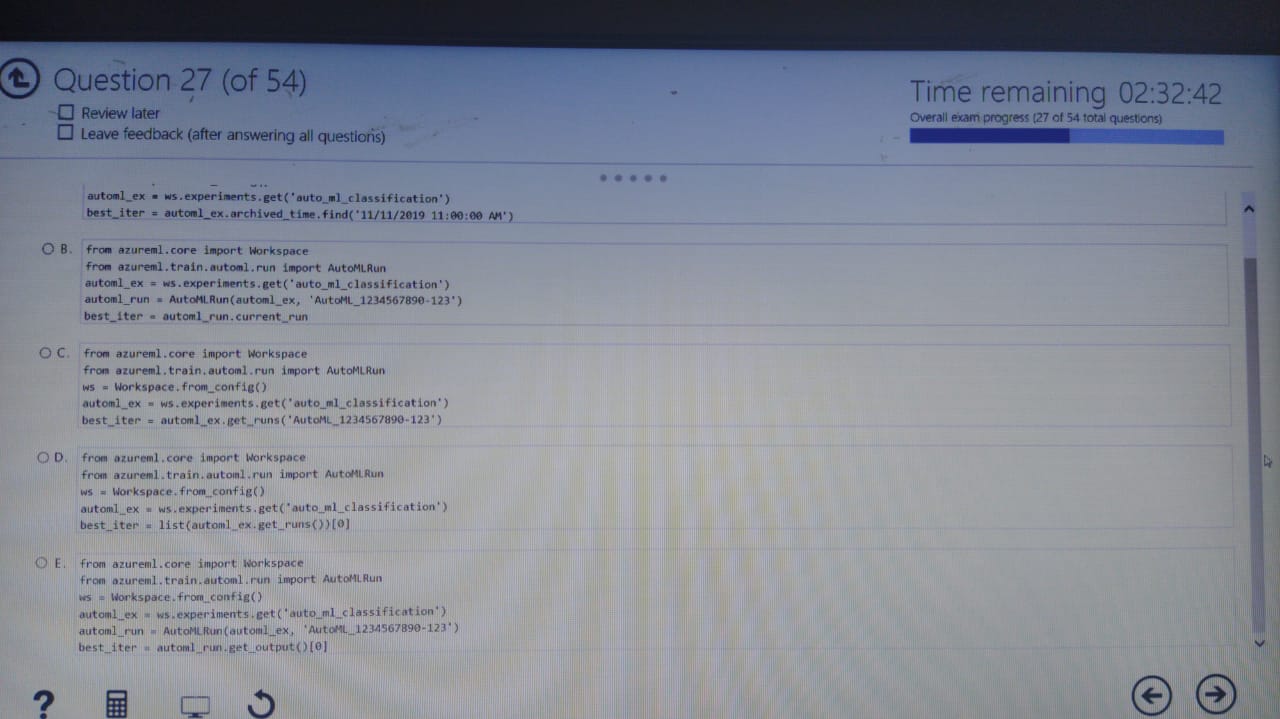 Question 27 (of 54)
Review later
Leave feedback (after answering all questions)
Time remaining 02:32:42
Overall exam progress (27 of 54 total questions)
automl_ex = ws.experiments.get('auto_ml_classification')
best_iter = automl_ex.archived_time.find('11/11/2019 11:00:00 AM')
B. from azureml.core import Workspace
from azureml.train.automl.run import AutoMLRun
automl_ex = ws.experiments.get('auto_ml_classification')
automl_run = AutoMLRun(automl_ex, 'AutoML_1234567890-123')
best_iter = automl_run.current_run
C. from azureml.core import Workspace
from azureml.train.automl.run import AutoMLRun
ws = Workspace.from_config()
automl_ex = ws.experiments.get('auto_ml_classification')
best_iter = automl_ex.get_runs('AutoML_1234567890-123')
D. from azureml.core import Workspace
from azureml.train.automl.run import AutoMLRun
ws = Workspace.from_config()
automl_ex = ws.experiments.get('auto_ml_classification')
best_iter = list(automl_ex.get_runs())[0]
E. from azureml.core import Workspace
from azureml.train.automl.run import AutoMLRun
ws = Workspace.from_config()
automl_ex = ws.experiments.get('auto_ml_classification')
automl_run = AutoMLRun(automl_ex, 'AutoML_1234567890-123')
best_iter = automl_run.get_output()[0]
?